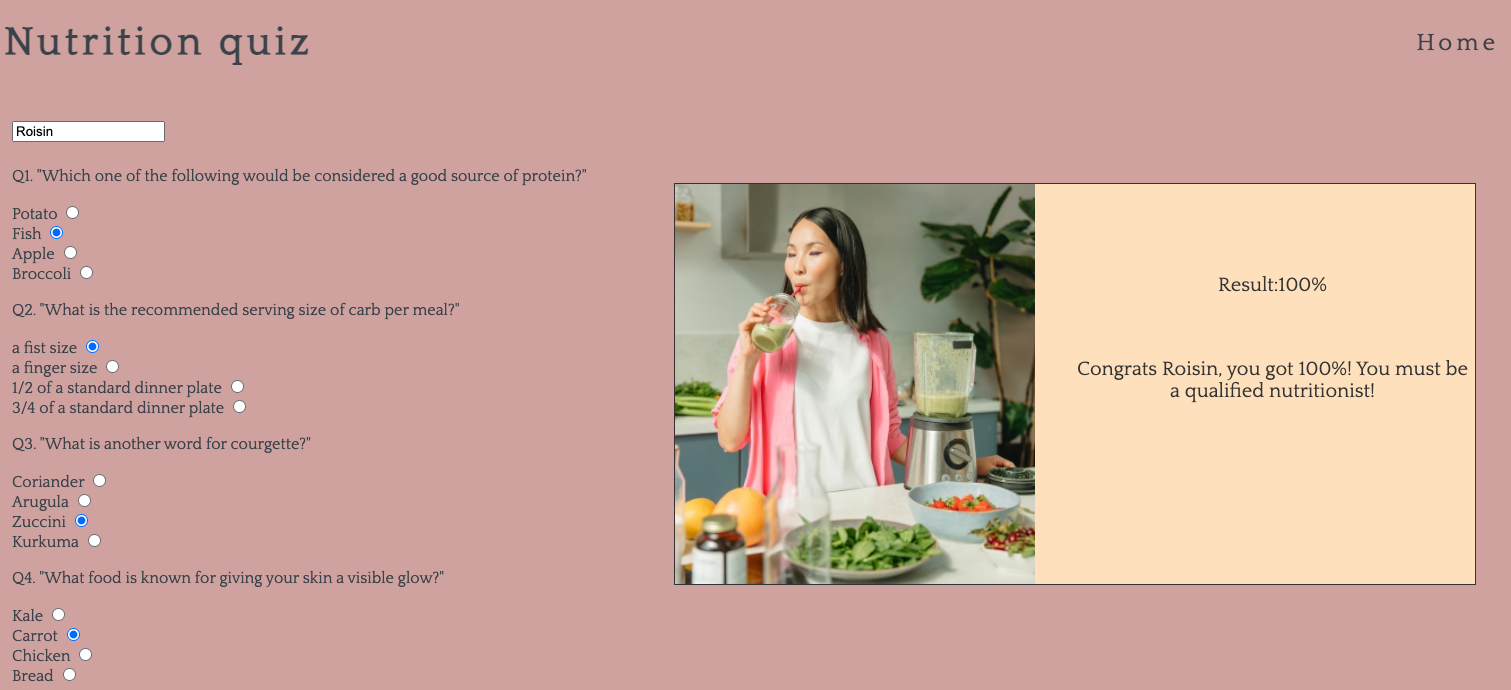 Nutrition quiz
Home
Roisin
Q1. "Which one of the following would be considered a good source of protein?"
Potato
Fish
Apple
Broccoli
Q2. "What is the recommended serving size of carb per meal?"
a fist size
a finger size
1/2 of a standard dinner plate
3/4 of a standard dinner plate
Q3. "What is another word for courgette?"
Coriander
Arugula
Zuccini
Kurkuma
Q4. "What food is known for giving your skin a visible glow?"
Kale
Carrot
Chicken
Bread
Result:100%
Congrats Roisin, you got 100%! You must be
a qualified nutritionist!